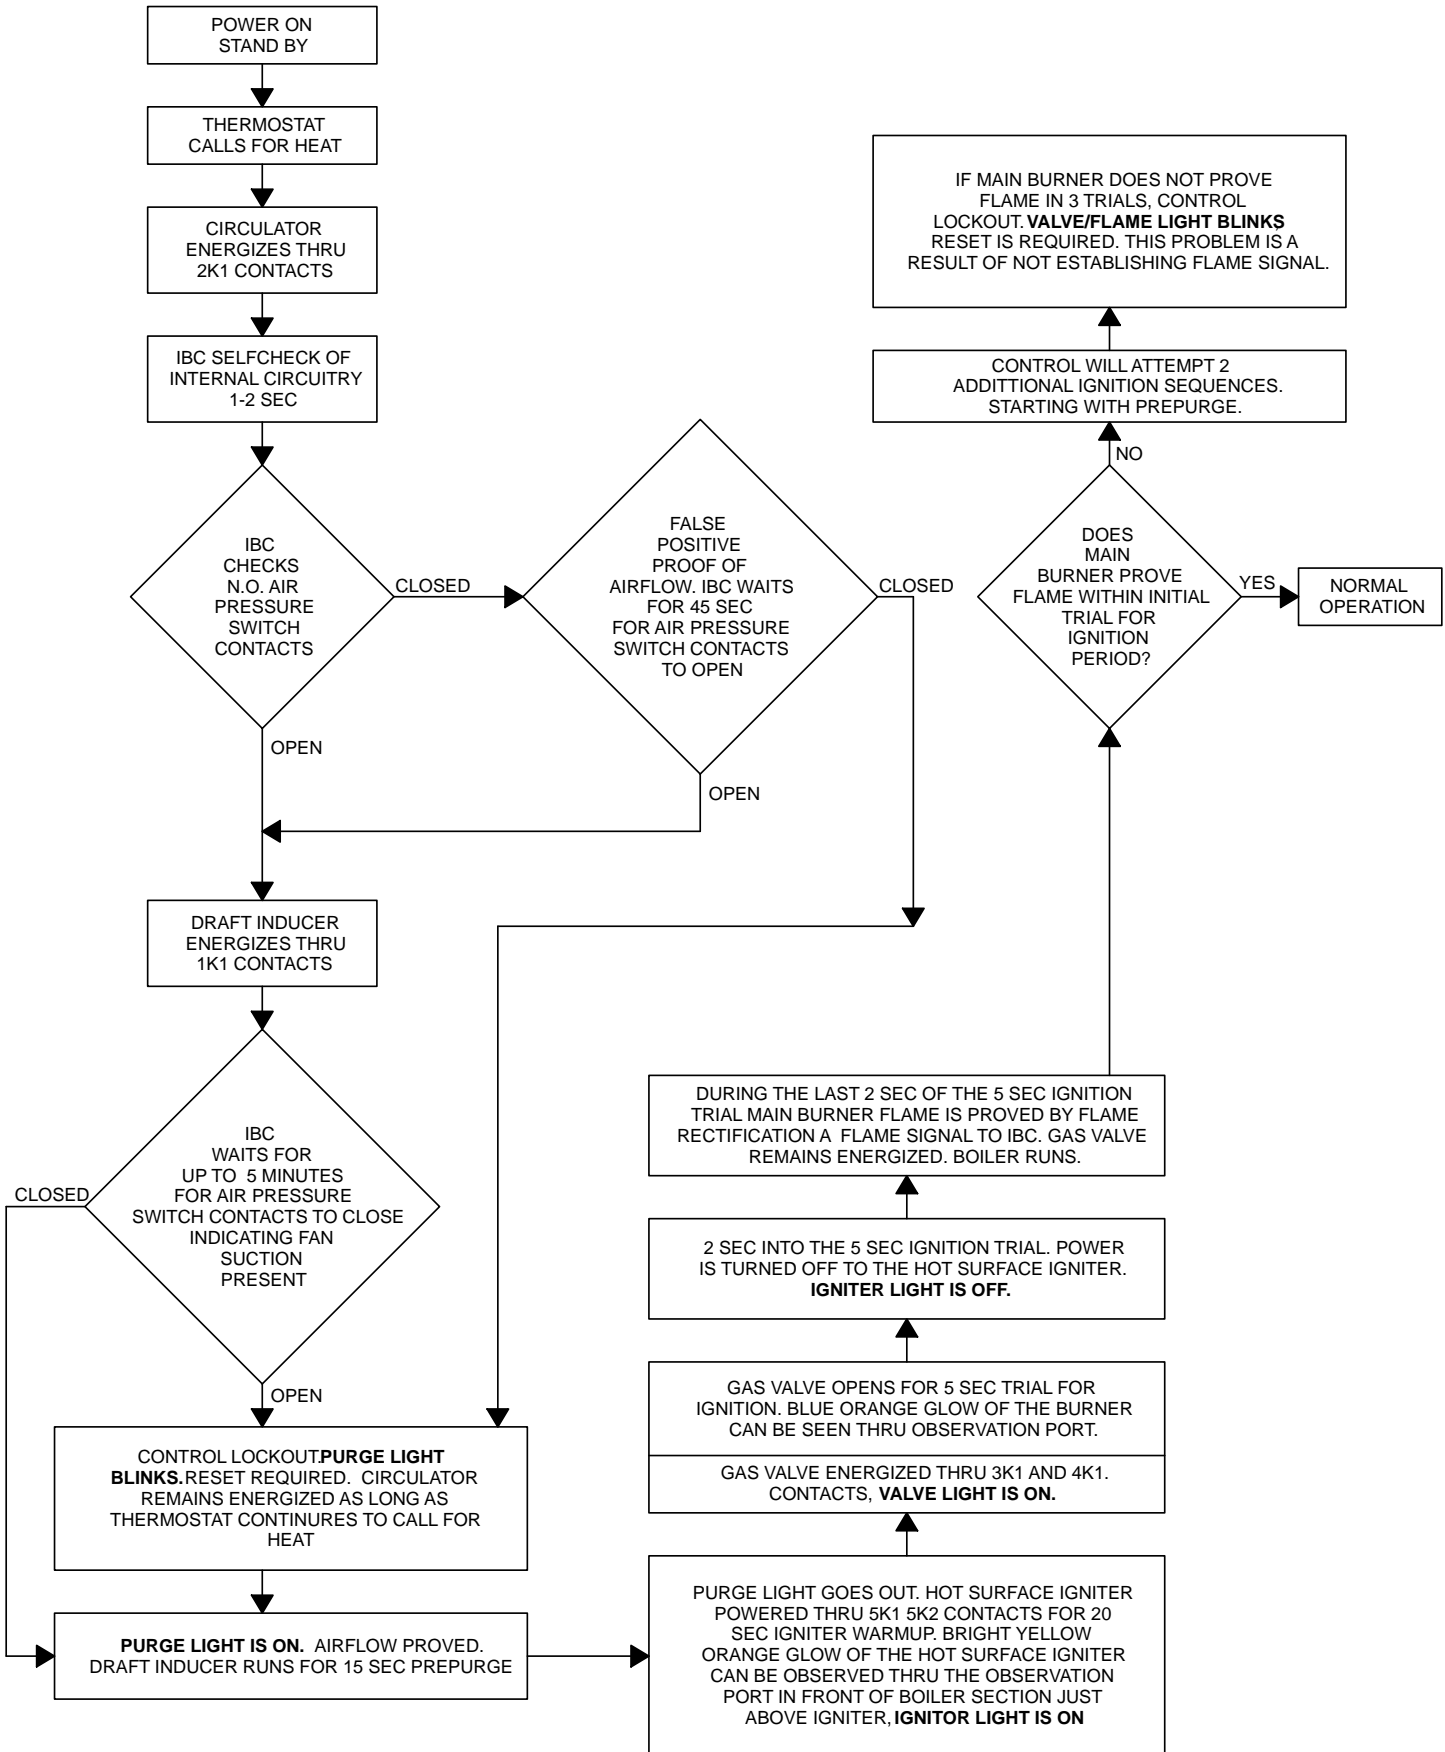 POWER ON
STAND BY
THERMOSTAT
CALLS FOR HEAT
CIRCULATOR
ENERGIZES THRU
2K1 CONTACTS
IBC SELFCHECK OF
INTERNAL CIRCUITRY
1-2 SEC
IBC
CHECKS
N.O. AIR
PRESSURE
SWITCH
CONTACTS
CLOSED
OPEN
FALSE
POSITIVE
PROOF OF
AIRFLOW. IBC WAITS
FOR 45 SEC
FOR AIR PRESSURE
SWITCH CONTACTS
TO OPEN
CLOSED
OPEN
DRAFT INDUCER
ENERGIZES THRU
1K1 CONTACTS
IBC
WAITS FOR
UP TO 5 MINUTES
FOR AIR PRESSURE
SWITCH CONTACTS TO CLOSE
INDICATING FAN
SUCTION
PRESENT
CLOSED
OPEN
CONTROL LOCKOUT.PURGE LIGHT
BLINKS.RESET REQUIRED. CIRCULATOR
REMAINS ENERGIZED AS LONG AS
THERMOSTAT CONTINURES TO CALL FOR
HEAT
PURGE LIGHT IS ON. AIRFLOW PROVED.
DRAFT INDUCER RUNS FOR 15 SEC PREPURGE
PURGE LIGHT GOES OUT. HOT SURFACE IGNITER
POWERED THRU 5K1 5K2 CONTACTS FOR 20
SEC IGNITER WARMUP. BRIGHT YELLOW
ORANGE GLOW OF THE HOT SURFACE IGNITER
CAN BE OBSERVED THRU THE OBSERVATION
PORT IN FRONT OF BOILER SECTION JUST
ABOVE IGNITER, IGNITOR LIGHT IS ON
GAS VALVE ENERGIZED THRU 3K1 AND 4K1.
CONTACTS, VALVE LIGHT IS ON.
GAS VALVE OPENS FOR 5 SEC TRIAL FOR
IGNITION. BLUE ORANGE GLOW OF THE BURNER
CAN BE SEEN THRU OBSERVATION PORT.
2 SEC INTO THE 5 SEC IGNITION TRIAL. POWER
IS TURNED OFF TO THE HOT SURFACE IGNITER.
IGNITER LIGHT IS OFF.
DURING THE LAST 2 SEC OF THE 5 SEC IGNITION
TRIAL MAIN BURNER FLAME IS PROVED BY FLAME
RECTIFICATION A FLAME SIGNAL TO IBC. GAS VALVE
REMAINS ENERGIZED. BOILER RUNS.
DOES
MAIN
BURNER PROVE
FLAME WITHIN INITIAL
TRIAL FOR
IGNITION
PERIOD?
YES
NORMAL
OPERATION
NO
CONTROL WILL ATTEMPT 2
ADDITTIONAL IGNITION SEQUENCES.
STARTING WITH PREPURGE.
IF MAIN BURNER DOES NOT PROVE
FLAME IN 3 TRIALS, CONTROL
LOCKOUT. VALVE/FLAME LIGHT BLINKS,
RESET IS REQUIRED. THIS PROBLEM IS A
RESULT OF NOT ESTABLISHING FLAME SIGNAL.